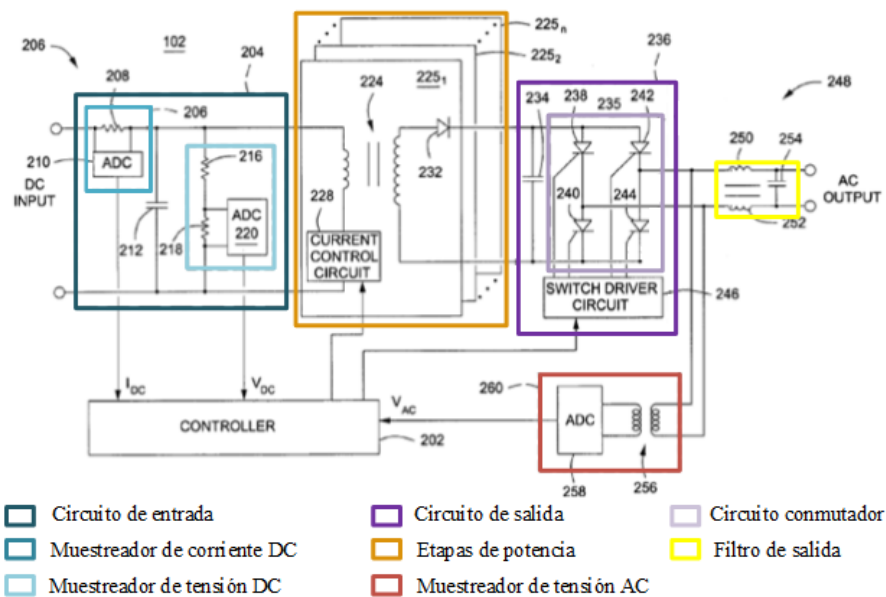 206
102
204
225n
225₂
225₁
236
208
206
224
234
238
235
242
248
210
ADC
216
232
250
254
DC
INPUT
AC
OUTPUT
212
218
ADC
220
228
240
244
252
CURRENT
CONTROL
CIRCUIT
SWITCH DRIVER
CIRCUIT
246
IDC
VDC
260
VAC
ADC
CONTROLLER
202
258
256
Circuito de entrada
Circuito de salida
Circuito conmutador
Muestreador de corriente DC
Etapas de potencia
Filtro de salida
Muestreador de tensión DC
Muestreador de tensión AC